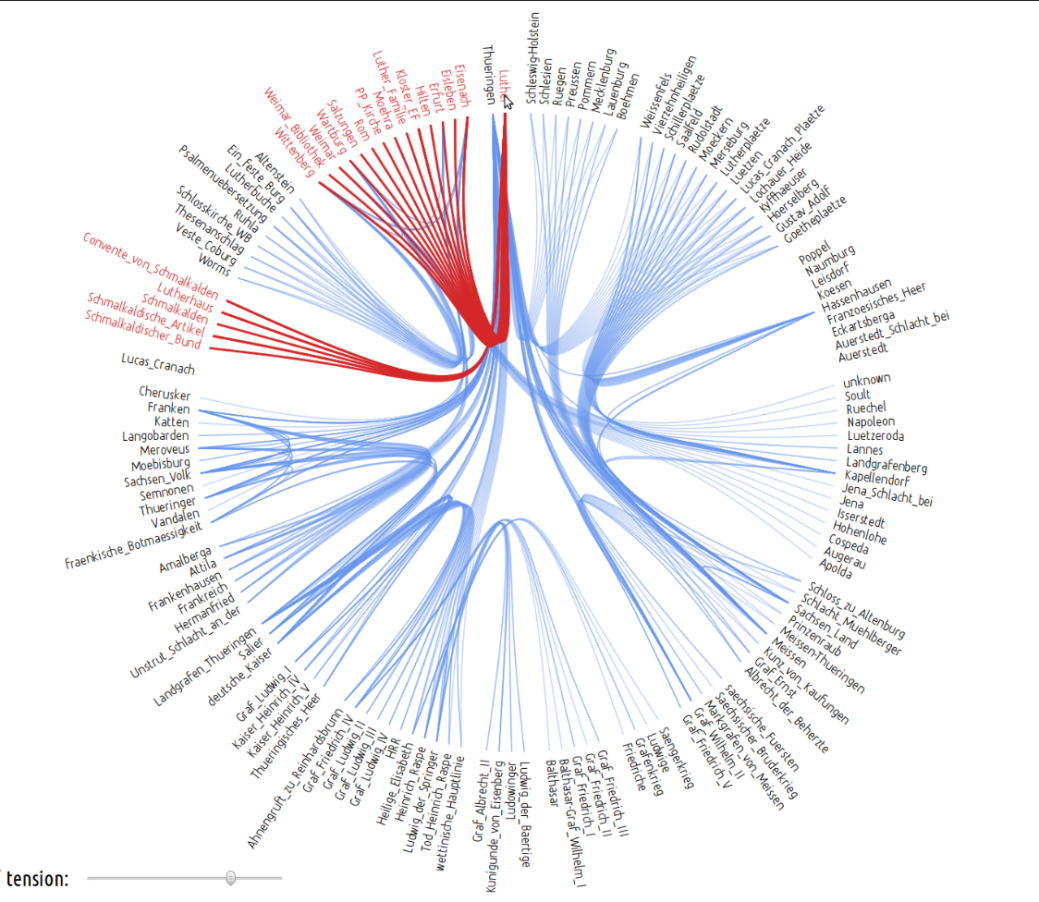 Thueringen
Luther
Schleswig-Holstein
Schlesien
Ruegen
Preussen
Pommern
Mecklenburg
Lauenburg
Boehmen
Weissenfels
Vierzehnheiligen
Schillerplaetze
Saalfeld
Rudolstadt
Moeckern
Merseburg
Lutherplaetze
Luetzen
Lucas_Cranach_Plaetze
Lochauer_Heide
Kyffhaeuser
Hoerselberg
Gustav_Adolf
Goetheplaetze
Poppel
Naumburg
Leisdorf
Koesen
Hassenhausen
Franzoesisches_Heer
Eckartsberga
Auerstedt_Schlacht_bei
Auerstedt
unknown
Soult
Ruechel
Napoleon
Luetzeroda
Lannes
Landgrafenberg
Kapellendorf
Jena_Schlacht_bei
Jena
Isserstedt
Hohenlohe
Cospeda
Augerau
Apolda
Schloss_zu_Altenburg
Schlacht_Muehlberger
Sachsen_Land
Prinzenraub
Meissen-Thueringen
Meissen
Kunz_von_Kaufungen
Graf_Ernst
Albrecht_der_Beherzte
saechsische_Fuersten
Saechsischer_Bruderkrieg
Markgrafen_von_Meissen
Graf_Wilhelm_II
Graf_Friedrich_V
Saengerkrieg
Ludwige
Grafenkrieg
Friedriche
Graf_Friedrich_III
Graf_Friedrich_II
Graf_Friedrich_I
Balthasar-Graf_Wilhelm_I
Balthasar
Ludwig_der_Baertige
Ludowinger
Kunigunde_von_Eisenberg
Graf_Albrecht_II
wettinische_Hauptlinie
Tod_Heinrich_Raspe
Ludwig_der_Springer
Heinrich_Raspe
Heilige_Elisabeth
HRR
Graf_Ludwig_IV
Graf_Ludwig_III
Graf_Ludwig_II
Graf_Friedrich_IV
Ahnengruft_zu_Reinhardsbrunn
Thueringisches_Heer
Kaiser_Heinrich_V
Kaiser_Heinrich_IV
Graf_Ludwig_I
deutsche_Kaiser
Salier
Landgrafen_Thueringen
Unstrut_Schlacht_an_der
Hermanfried
Frankreich
Frankenhausen
Attila
Amalberga
Fraenkische_Botmaessigkeit
Vandalen
Thueringer
Semnonen
Sachsen_Volk
Moebisburg
Meroveus
Langobarden
Katten
Franken
Cherusker
Lucas_Cranach
Schmalkaldischer_Bund
Schmalkaldische_Artikel
Schmalkalden
Lutherhaus
Convente_von_Schmalkalden
Worms
Veste_Coburg
Thesenanschlag
Schlosskirche_WB
Ruhla
Psalmenuebersetzung
Lutherbuche
Ein_Feste_Burg
Altenstein
Wittenberg
Weimar_Bibliothek
Weimar
Wartburg
Salzungen
Rom
PP_Kirche
Moehra
Luther_Familie
Kloster_EF
Hilten
Erfurt
Eisleben
Eisenach
tension: